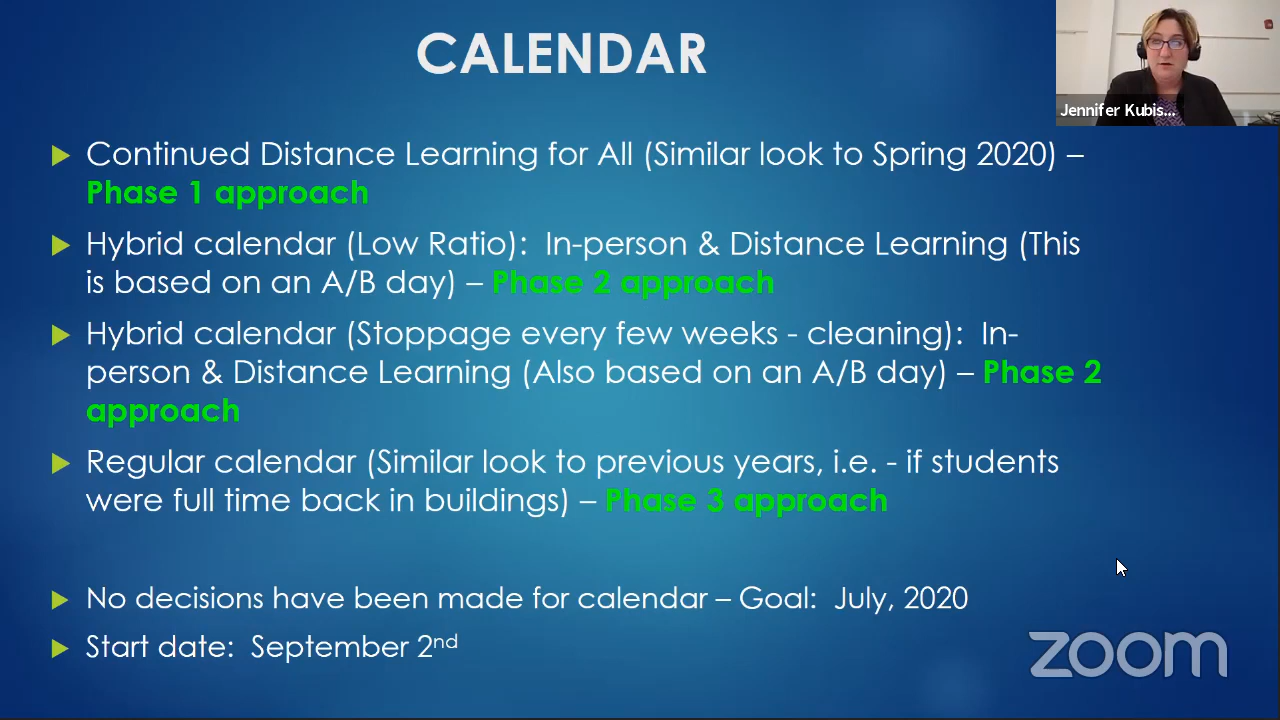 CALENDAR
Jennifer Kubis...
Continued Distance Learning for All (Similar look to Spring 2020) –
Phase 1 approach
Hybrid calendar (Low Ratio):  In-person & Distance Learning (This
is based on an A/B day) – Phase 2 approach
Hybrid calendar (Stoppage every few weeks - cleaning):  In-
person & Distance Learning (Also based on an A/B day) – Phase 2
approach
Regular calendar (Similar look to previous years, i.e. - if students
were full time back in buildings) – Phase 3 approach
No decisions have been made for calendar – Goal:  July, 2020
Start date:  September 2nd
zoom